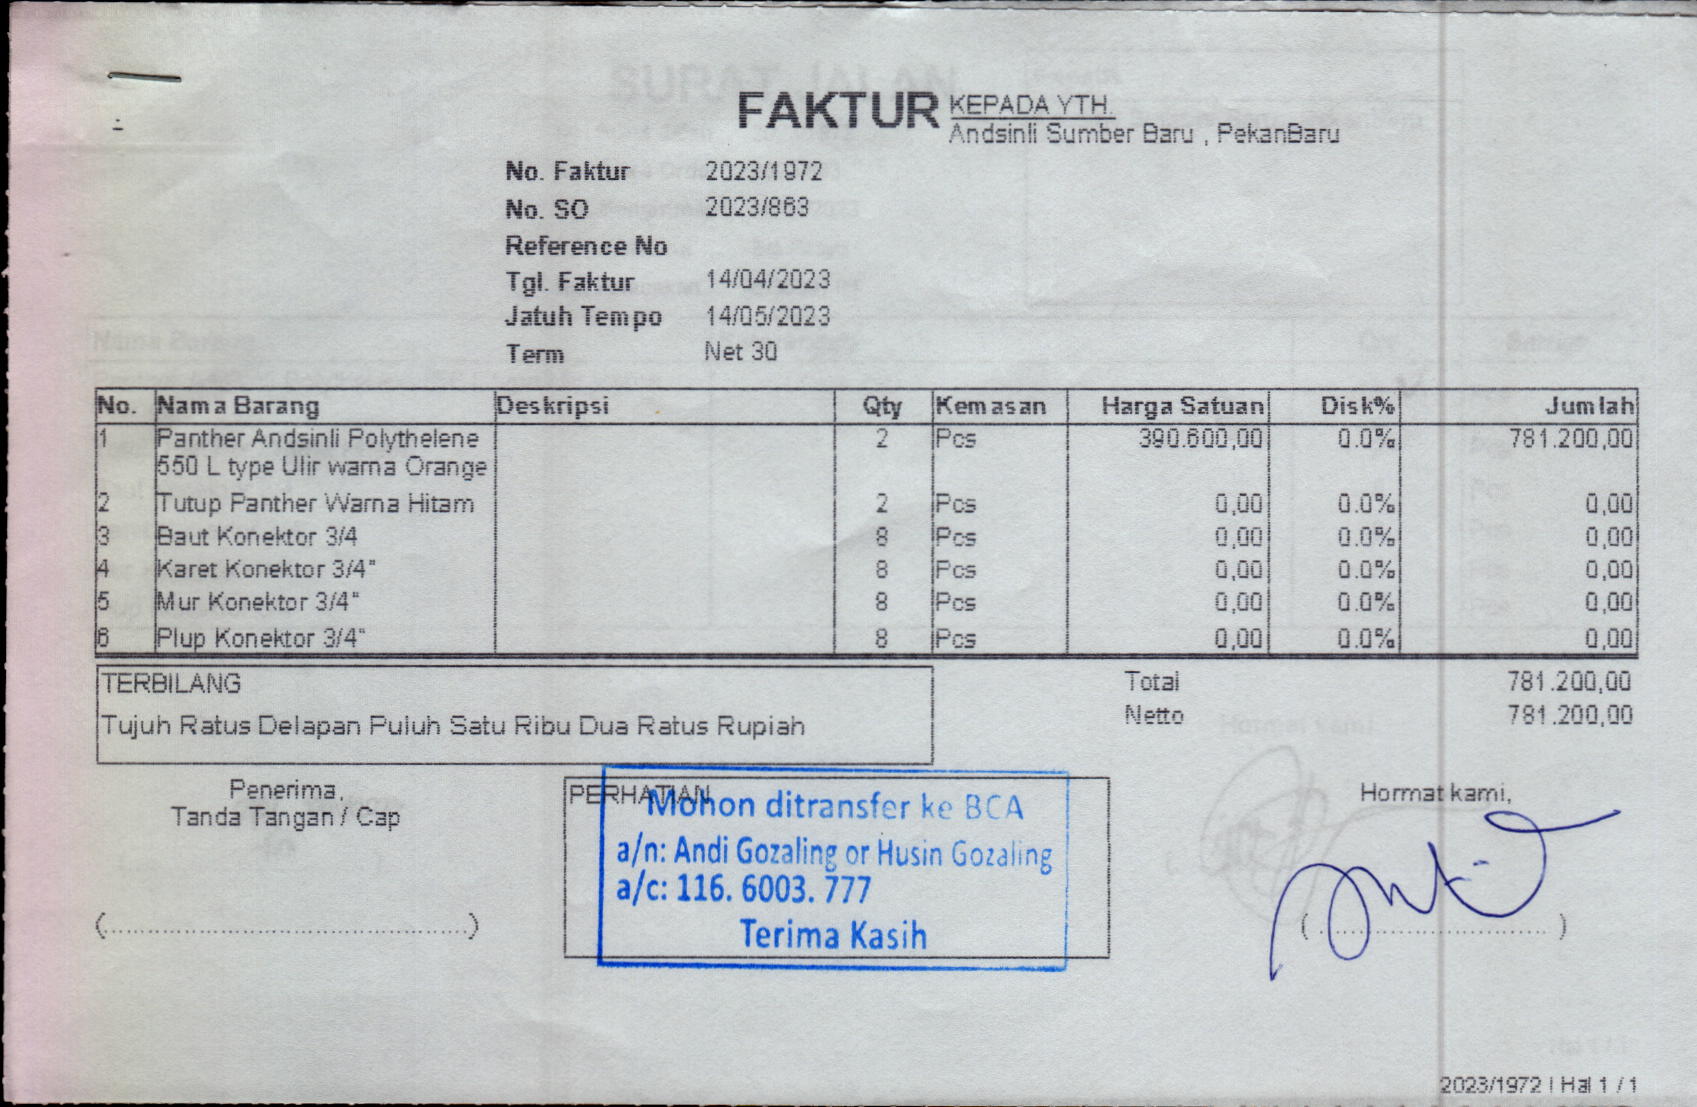 FAKTUR
KEPADA YTH.
Andsinli Sumber Baru , PekanBaru
No. Faktur 2023/1972
No. SO 2023/863
Reference No
Tgl. Faktur 14/04/2023
Jatuh Tempo 14/05/2023
Term Net 30
No. Nama Barang Deskripsi Qty Kemasan Harga Satuan Disk% Jumlah
1 Panther Andsinli Polythelene 2 Pcs 390.600,00 0.0% 781.200,00
550 L type Ulir warna Orange
2 Tutup Panther Warna Hitam 2 Pcs 0,00 0.0% 0,00
3 Baut Konektor 3/4 8 Pcs 0,00 0.0% 0,00
4 Karet Konektor 3/4" 8 Pcs 0,00 0.0% 0,00
5 Mur Konektor 3/4" 8 Pcs 0,00 0.0% 0,00
6 Plup Konektor 3/4" 8 Pcs 0,00 0.0% 0,00
TERBILANG
Tujuh Ratus Delapan Puluh Satu Ribu Dua Ratus Rupiah
Total 781.200,00
Netto 781.200,00
Penerima,
Tanda Tangan / Cap
(..........................................)
PERHATIAN
Mohon ditransfer ke BCA
a/n: Andi Gozaling or Husin Gozaling
a/c: 116. 6003. 777
Terima Kasih
Hormat kami,
(...........................)
2023/1972 | Hal 1 / 1